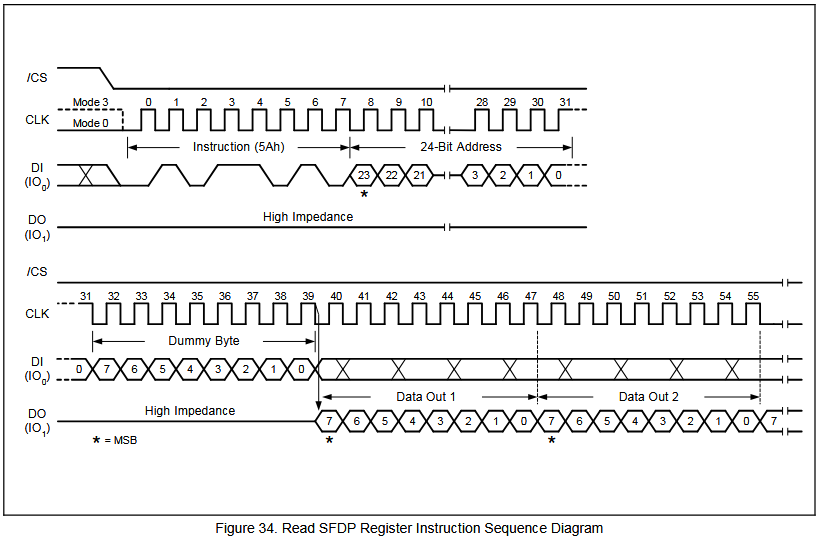 /CS
Mode 3 0 1 2 3 4 5 6 7 8 9 10 28 29 30 31
CLK
Mode 0
Instruction (5Ah) 24-Bit Address
DI
(IO0) 23 22 21 3 2 1 0
*
DO
(IO1)
High Impedance
/CS
31 32 33 34 35 36 37 38 39 40 41 42 43 44 45 46 47 48 49 50 51 52 53 54 55
CLK
Dummy Byte
DI
(IO0) 0 7 6 5 4 3 2 1 0
Data Out 1 Data Out 2
DO
(IO1)
High Impedance 7 6 5 4 3 2 1 0 7 6 5 4 3 2 1 0 7
* = MSB * *
Figure 34. Read SFDP Register Instruction Sequence Diagram